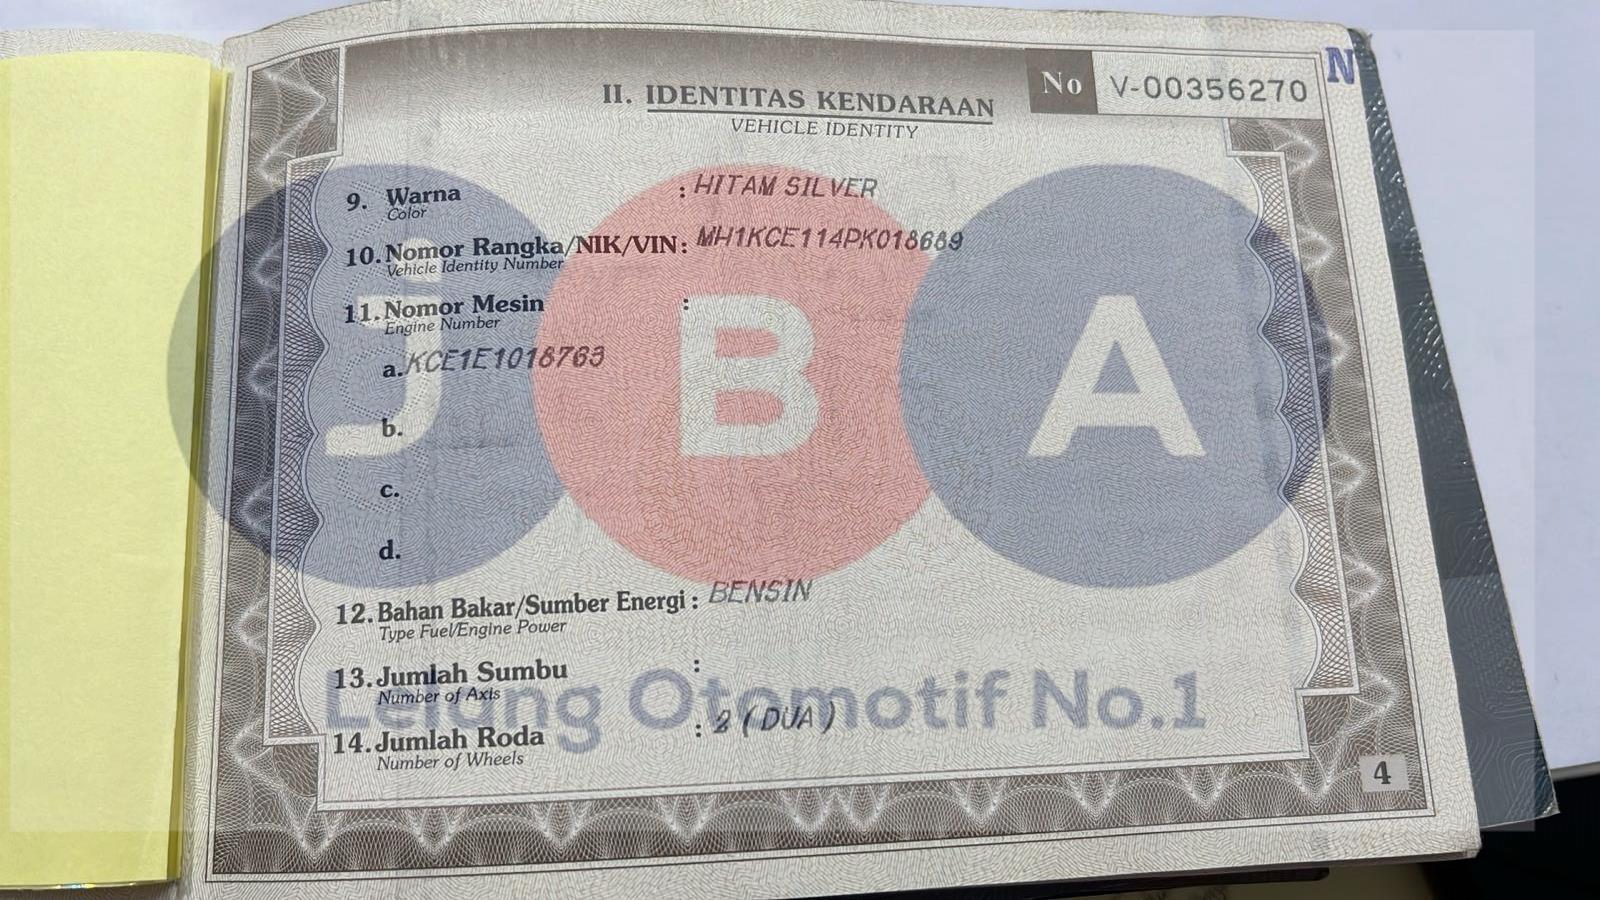 II. IDENTITAS KENDARAAN
VEHICLE IDENTITY
No V-00356270
N
9. Warna : HITAM SILVER
Color
10. Nomor Rangka/NIK/VIN : MH1KCE114PK018689
Vehicle Identity Number
11. Nomor Mesin :
Engine Number
a. KCE1E1018763
b.
c.
d.
12. Bahan Bakar/Sumber Energi : BENSIN
Type Fuel/Engine Power
13. Jumlah Sumbu :
Number of Axis
14. Jumlah Roda : 2 (DUA)
Number of Wheels
4
jBA
Lelang Otomotif No.1